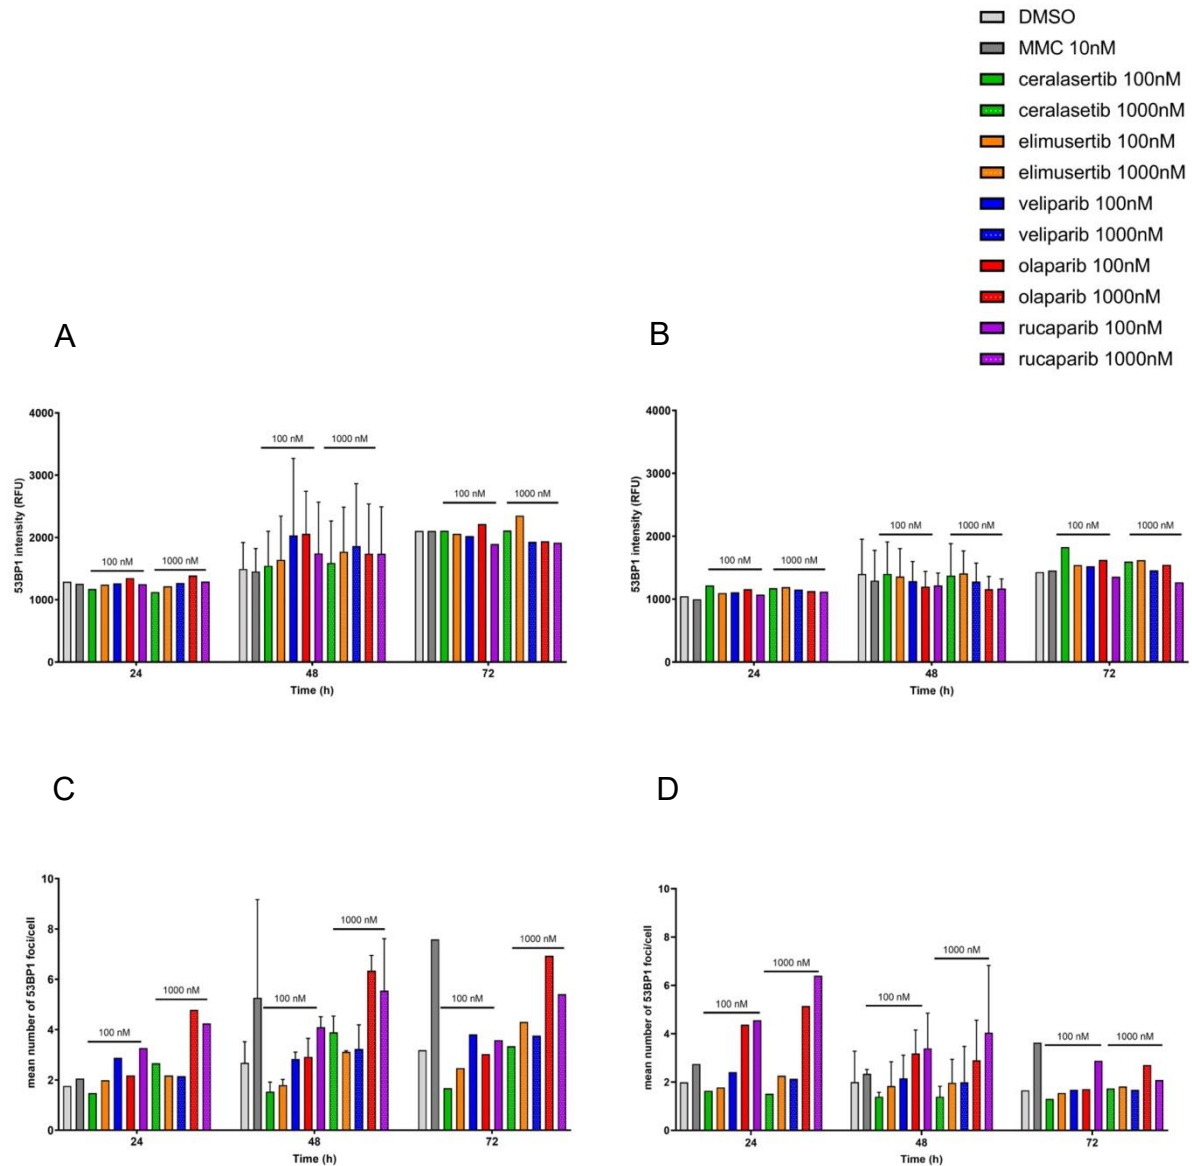 DMSO
MMC 10nM
ceralasertib 100nM
ceralasetib 1000nM
elimusertib 100nM
elimusertib 1000nM
veliparib 100nM
veliparib 1000nM
olaparib 100nM
olaparib 1000nM
rucaparib 100nM
rucaparib 1000nM
A
53BP1 intensity (RFU)
4000
3000
2000
1000
0
100 nM
1000 nM
100 nM
1000 nM
100 nM
1000 nM
24
48
72
Time (h)
B
53BP1 intensity (RFU)
4000
3000
2000
1000
0
100 nM
1000 nM
100 nM
1000 nM
100 nM
1000 nM
24
48
72
Time (h)
C
mean number of 53BP1 foci/cell
10
8
6
4
2
0
100 nM
1000 nM
100 nM
1000 nM
100 nM
1000 nM
24
48
72
Time (h)
D
mean number of 53BP1 foci/cell
10
8
6
4
2
0
100 nM
1000 nM
100 nM
1000 nM
100 nM
1000 nM
24
48
72
Time (h)